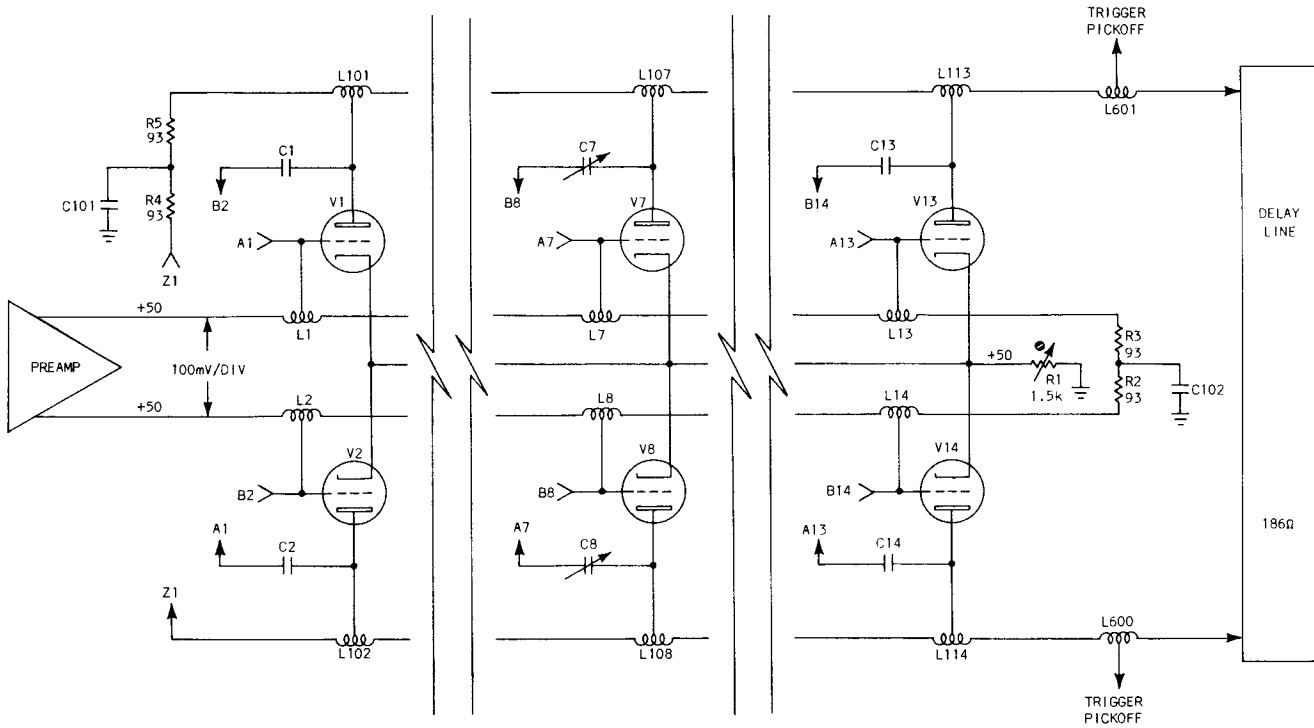 TRIGGER
PICKOFF
L101
L107
L113
L601
R5
93
C1
C7
C13
R4
93
C101
B2
V1
B8
V7
B14
V13
DELAY
LINE
A1
A7
A13
Z1
+50
L1
L7
L13
R3
93
PREAMP
100mV/DIV
+50
R1
1.5k
R2
93
C102
+50
L2
L8
L14
V2
V8
V14
B2
B8
B14
186Ω
A1
C2
A7
C8
A13
C14
Z1
L102
L108
L114
L600
TRIGGER
PICKOFF